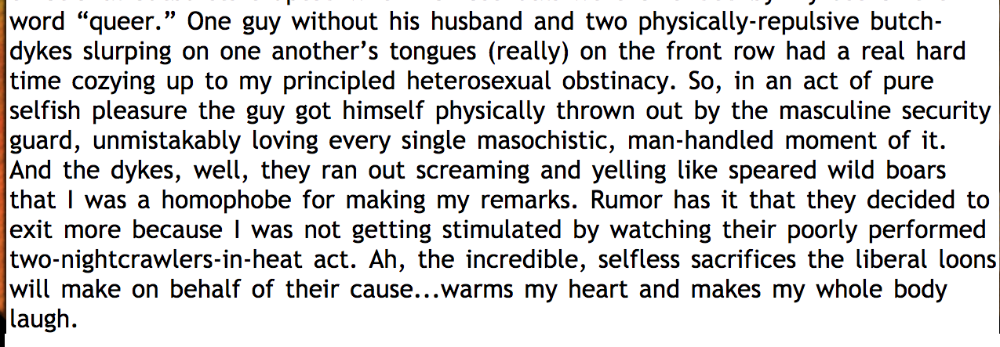 word “queer.” One guy without his husband and two physically-repulsive butch-
dykes slurping on one another’s tongues (really) on the front row had a real hard
time cozying up to my principled heterosexual obstinacy. So, in an act of pure
selfish pleasure the guy got himself physically thrown out by the masculine security
guard, unmistakably loving every single masochistic, man-handled moment of it.
And the dykes, well, they ran out screaming and yelling like speared wild boars
that I was a homophobe for making my remarks. Rumor has it that they decided to
exit more because I was not getting stimulated by watching their poorly performed
two-nightcrawlers-in-heat act. Ah, the incredible, selfless sacrifices the liberal loons
will make on behalf of their cause...warms my heart and makes my whole body
laugh.